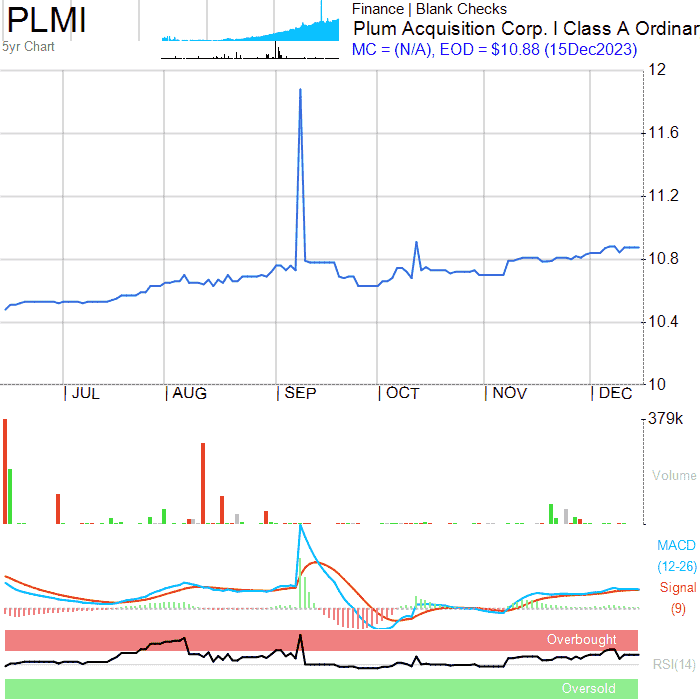 PLMI
5yr Chart
Finance | Blank Checks
Plum Acquisition Corp. I Class A Ordinar
MC = (N/A), EOD = $10.88 (15Dec2023)
12
11.6
11.2
10.8
10.4
10
JUL
AUG
SEP
OCT
NOV
DEC
379k
Volume
MACD
(12-26)
Signal
(9)
Overbought
RSI(14)
Oversold